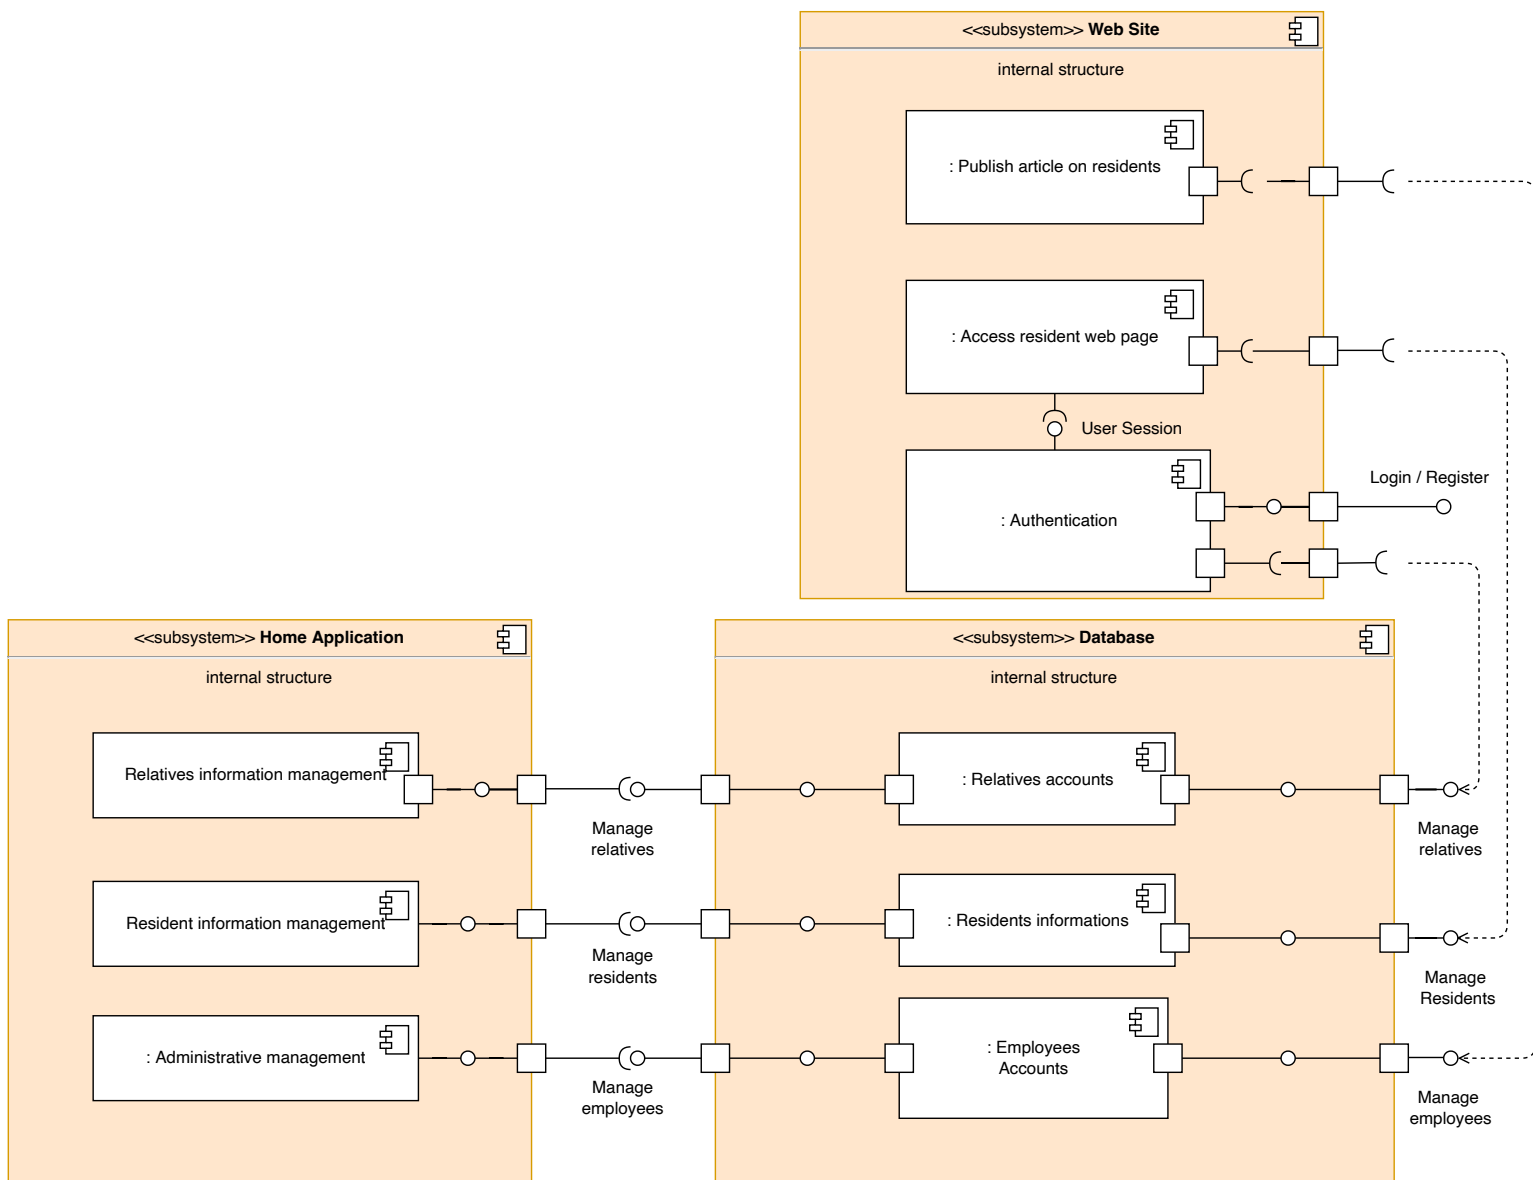 <<subsystem>> Web Site
internal structure
: Publish article on residents
: Access resident web page
User Session
Login / Register
: Authentication
<<subsystem>> Home Application
internal structure
Relatives information management
Resident information management
: Administrative management
Manage
relatives
Manage
residents
Manage
employees
<<subsystem>> Database
internal structure
: Relatives accounts
: Residents informations
: Employees
Accounts
Manage
relatives
Manage
Residents
Manage
employees